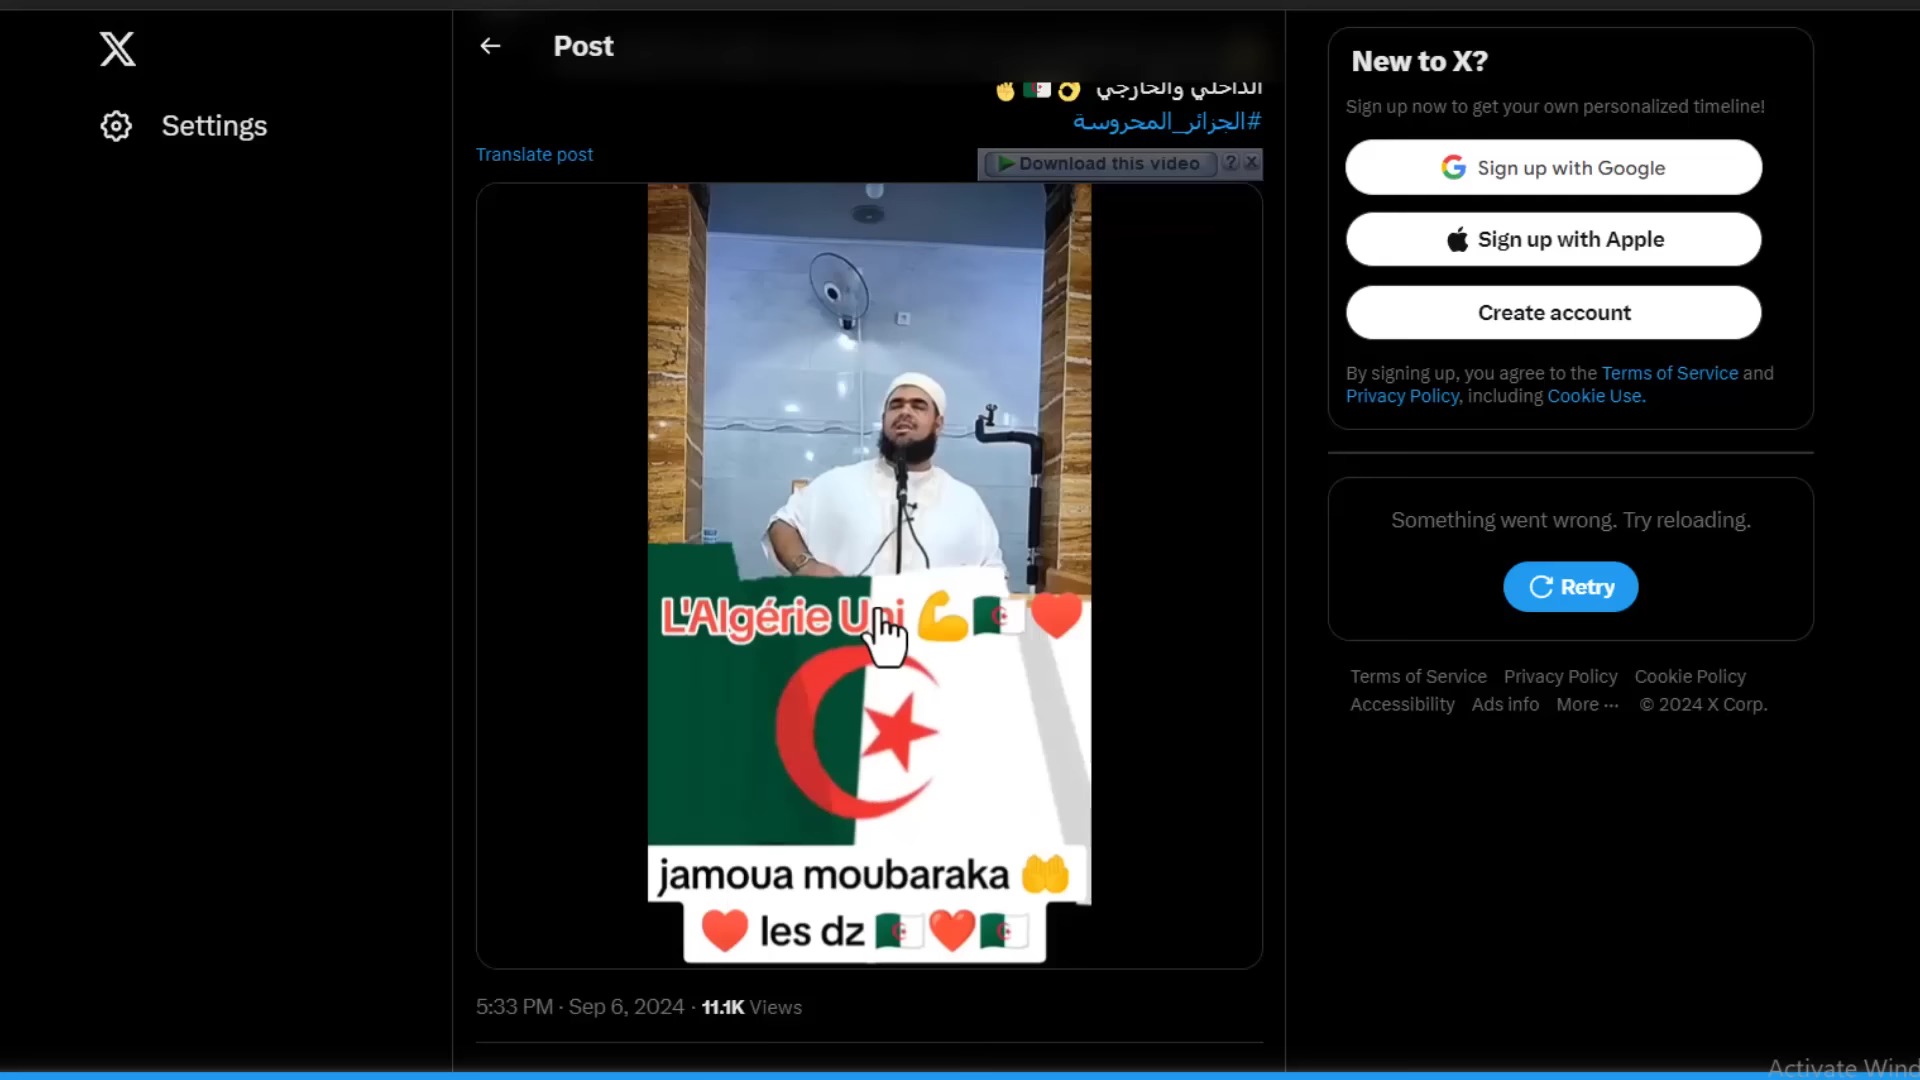 Post
Settings
الداخلي والخارجي
#الجزائر_المحروسة
Translate post
Download this video ? X
L'Algérie Uni
jamoua moubaraka
les dz
5:33 PM · Sep 6, 2024 · 11.1K Views
New to X?
Sign up now to get your own personalized timeline!
Sign up with Google
Sign up with Apple
Create account
By signing up, you agree to the Terms of Service and
Privacy Policy, including Cookie Use.
Something went wrong. Try reloading.
Retry
Terms of Service Privacy Policy Cookie Policy
Accessibility Ads info More ··· © 2024 X Corp.
Activate Wind